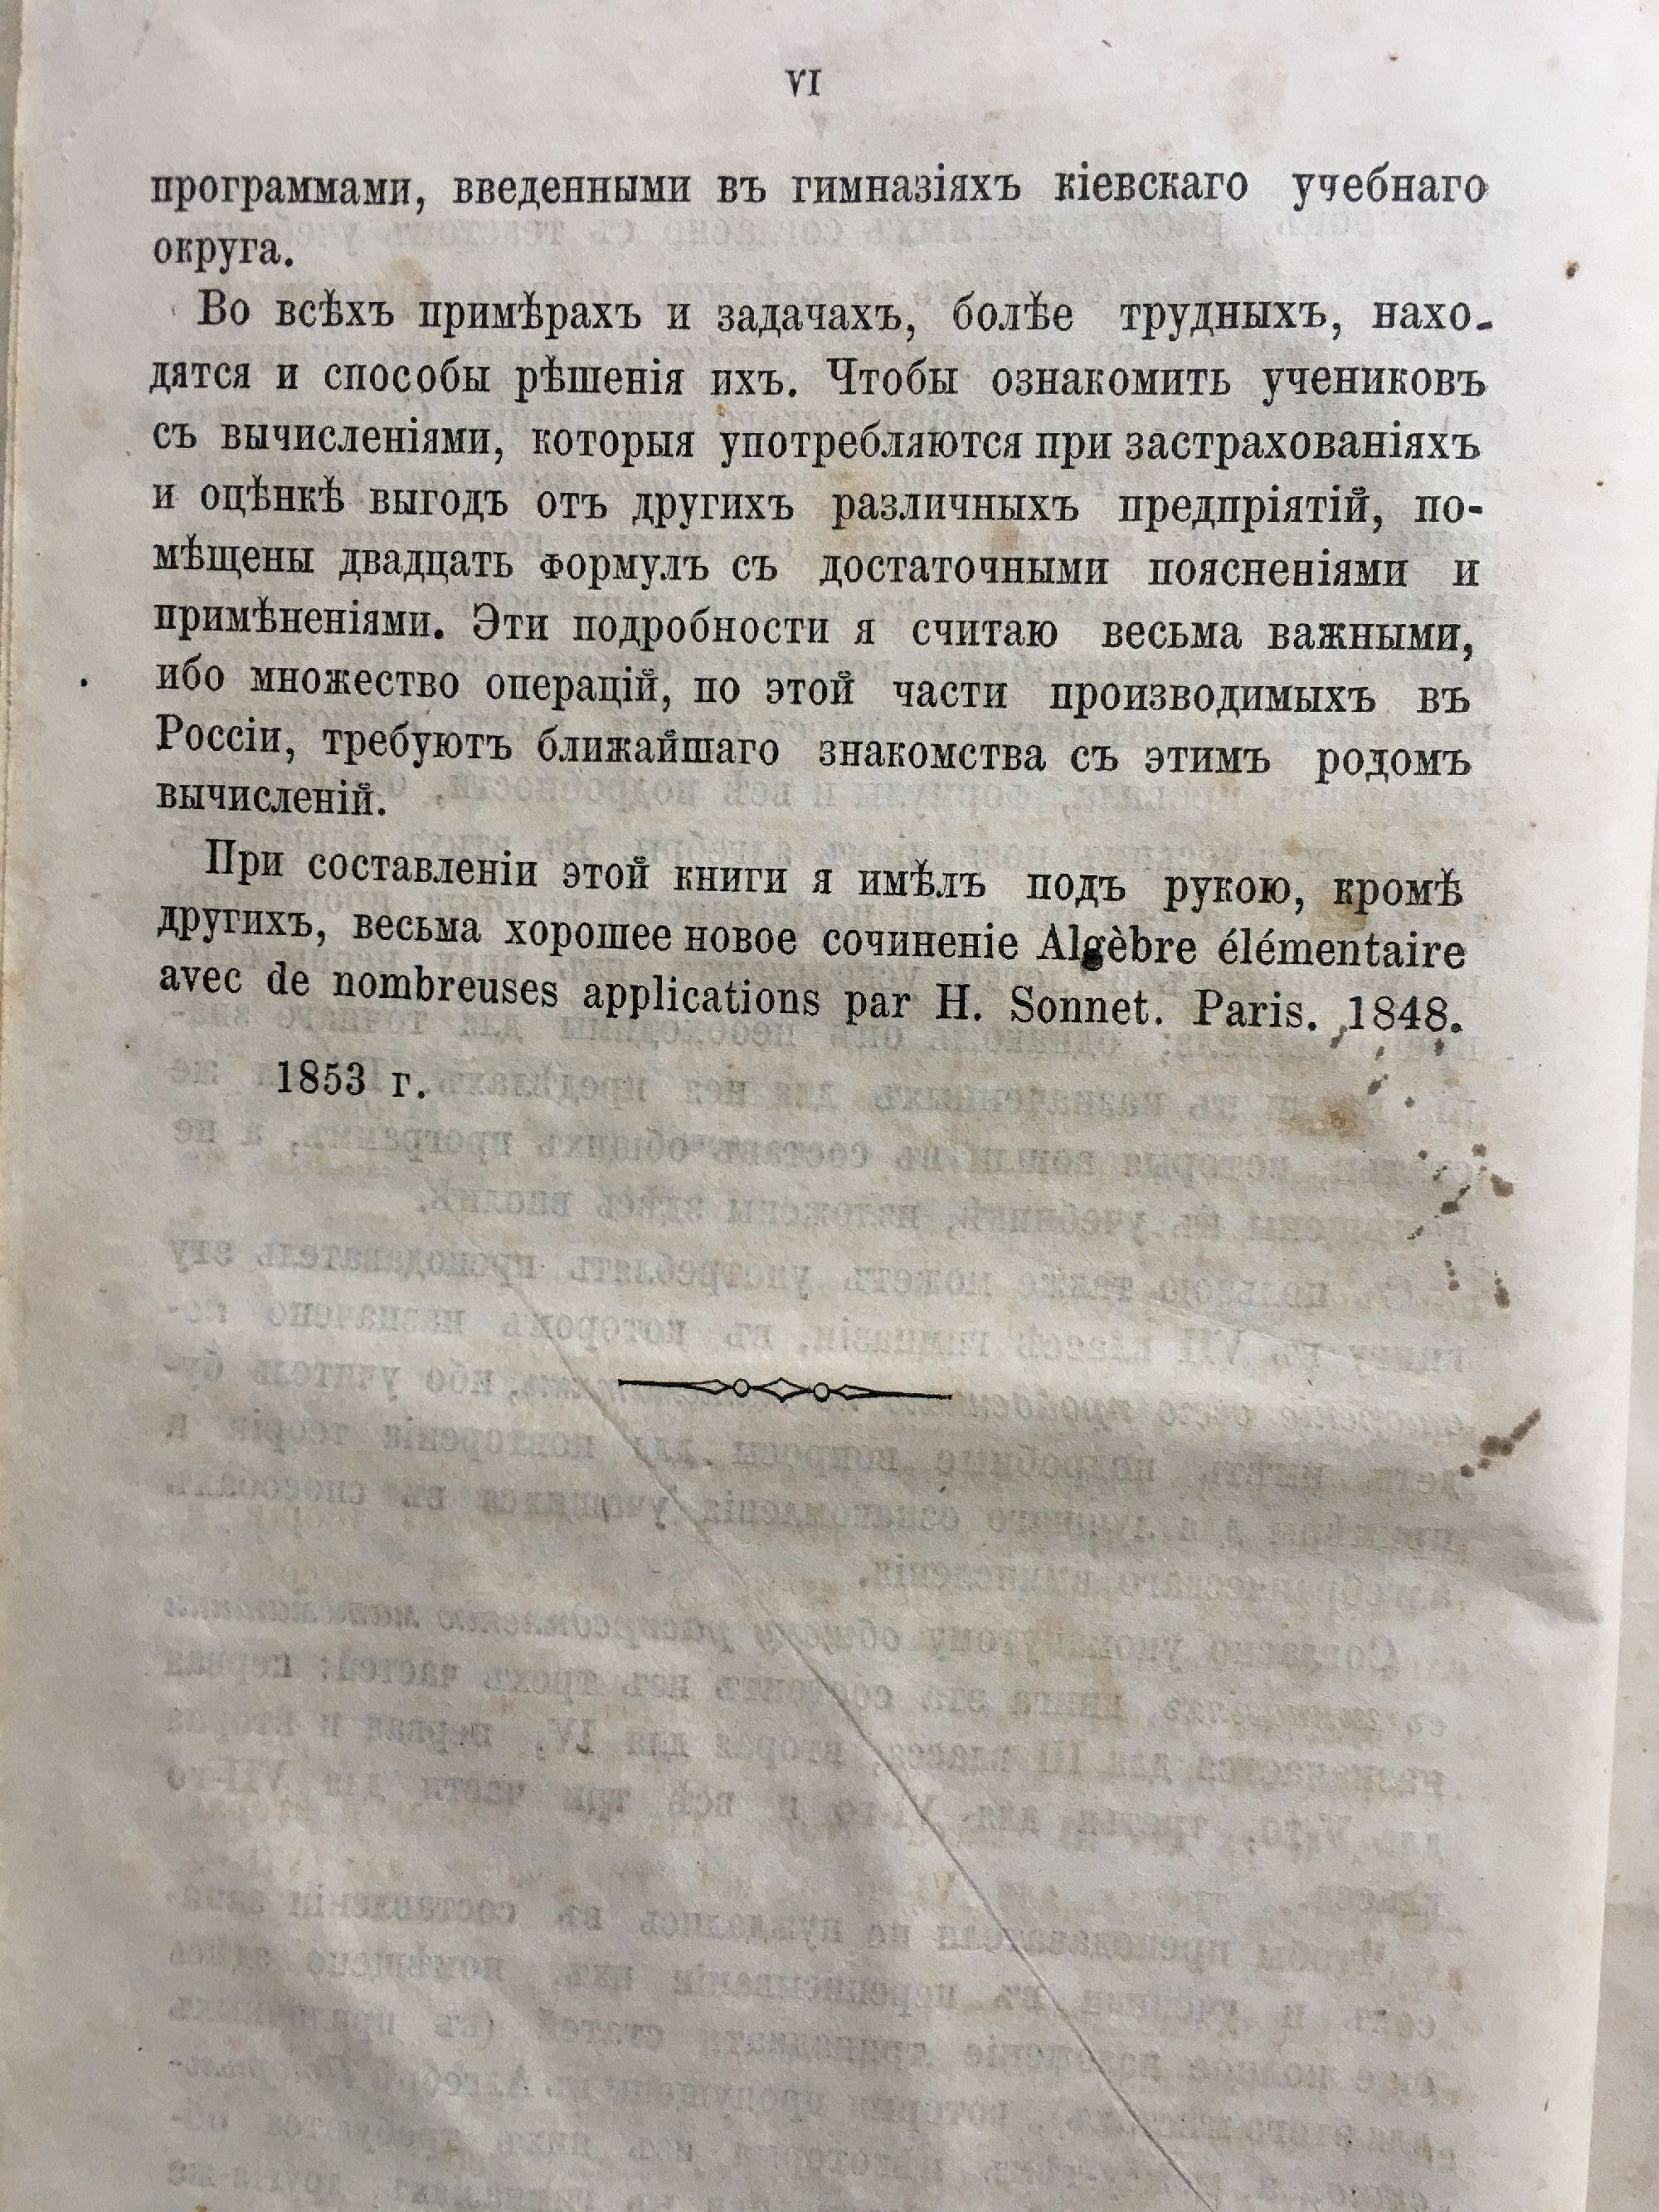 VI
программами, введенными въ гимназіяхъ кіевскаго учебнаго
округа.
Во всѣхъ примѣрахъ и задачахъ, болѣе трудныхъ, нахо-
дятся и способы рѣшенія ихъ. Чтобы ознакомить учениковъ
съ вычисленіями, которыя употребляются при застрахованіяхъ
и оцѣнкѣ выгодъ отъ другихъ различныхъ предпріятій, по-
мѣщены двадцать формулъ съ достаточными поясненіями и
примѣненіями. Эти подробности я считаю весьма важными,
ибо множество операцій, по этой части производимыхъ въ
Россіи, требуютъ ближайшаго знакомства съ этимъ родомъ
вычисленій.
При составленіи этой книги я имѣлъ подъ рукою, кромѣ
другихъ, весьма хорошее новое сочиненіе Algèbre élémentaire
avec de nombreuses applications par H. Sonnet. Paris. 1848.
1853 г.